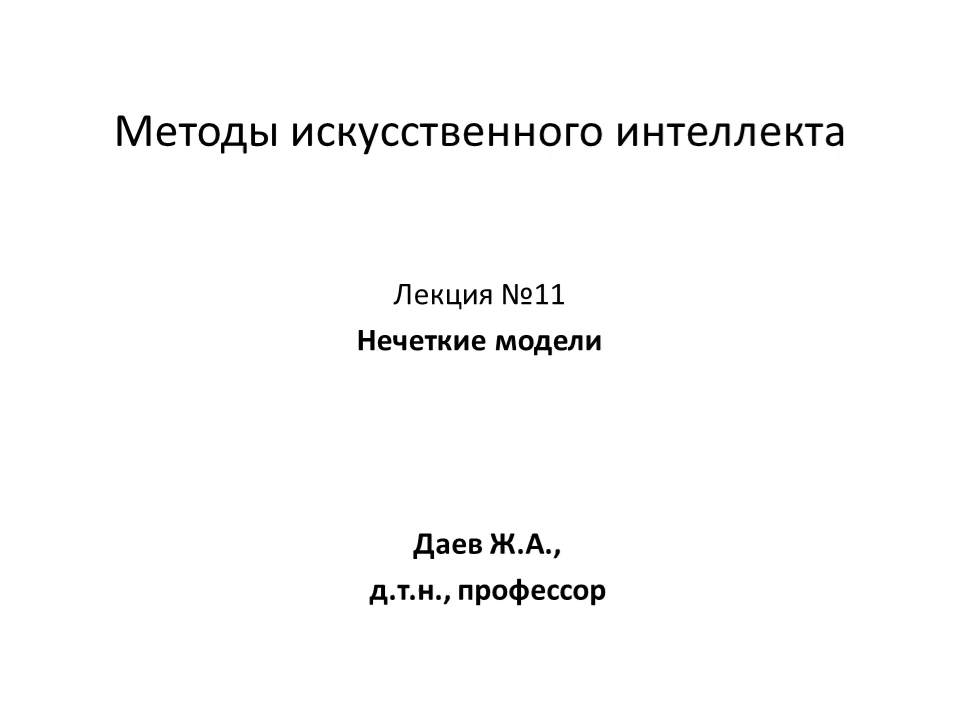 Методы искусственного интеллекта
Лекция №11
Нечеткие модели
Даев Ж.А.,
д.т.н., профессор